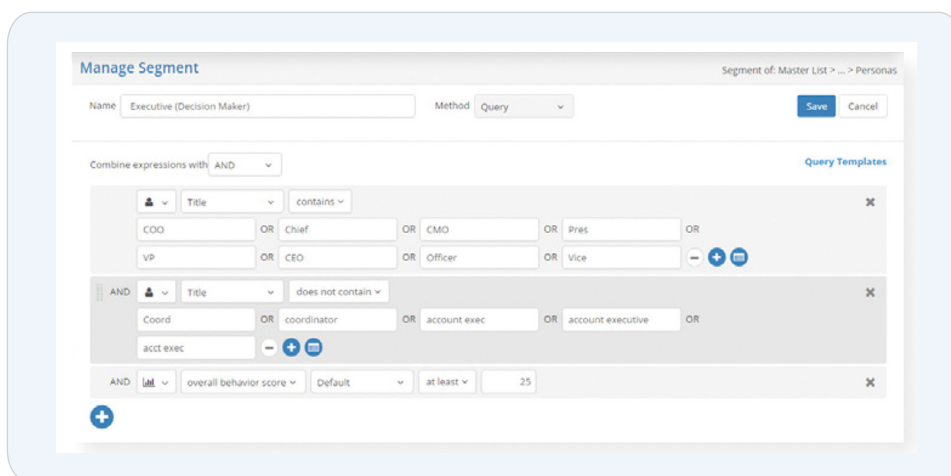 Manage Segment Segment of: Master List > ... > Personas
Name Executive (Decision Maker) Method Query Save Cancel
Combine expressions with AND Query Templates
Title contains
COO OR Chief OR CMO OR Pres OR
VP OR CEO OR Officer OR Vice
AND Title does not contain
Coord OR coordinator OR account exec OR account executive OR
acct exec
AND overall behavior score Default at least 25